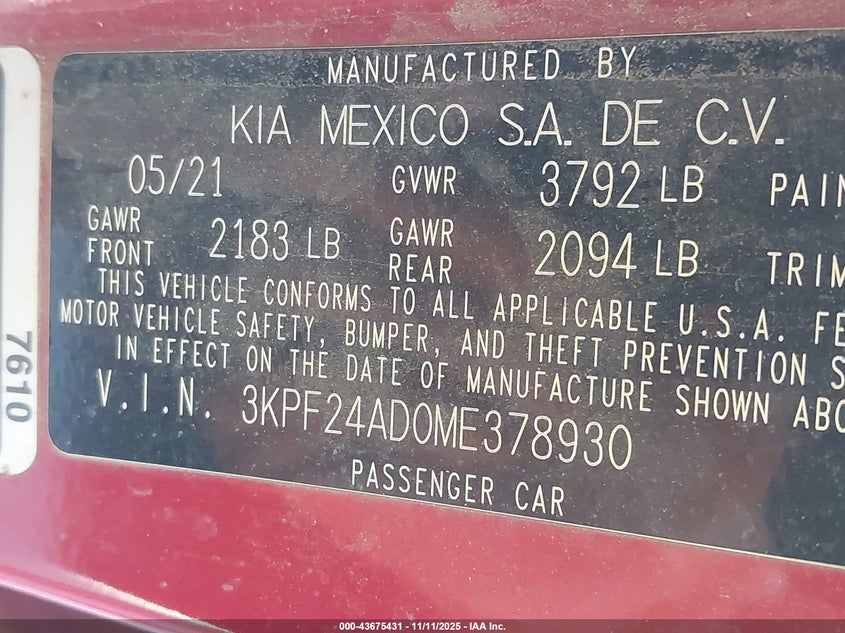 MANUFACTURED BY
KIA MEXICO S.A. DE C.V.
05/21 GVWR 3792 LB PAIN
GAWR FRONT 2183 LB GAWR REAR 2094 LB TRIM
THIS VEHICLE CONFORMS TO ALL APPLICABLE U.S.A. FE
MOTOR VEHICLE SAFETY, BUMPER, AND THEFT PREVENTION S
IN EFFECT ON THE DATE OF MANUFACTURE SHOWN ABO
V.I.N. 3KPF24AD0ME378930
PASSENGER CAR
7610
000-43675431 - 11/11/2025 - IAA Inc.